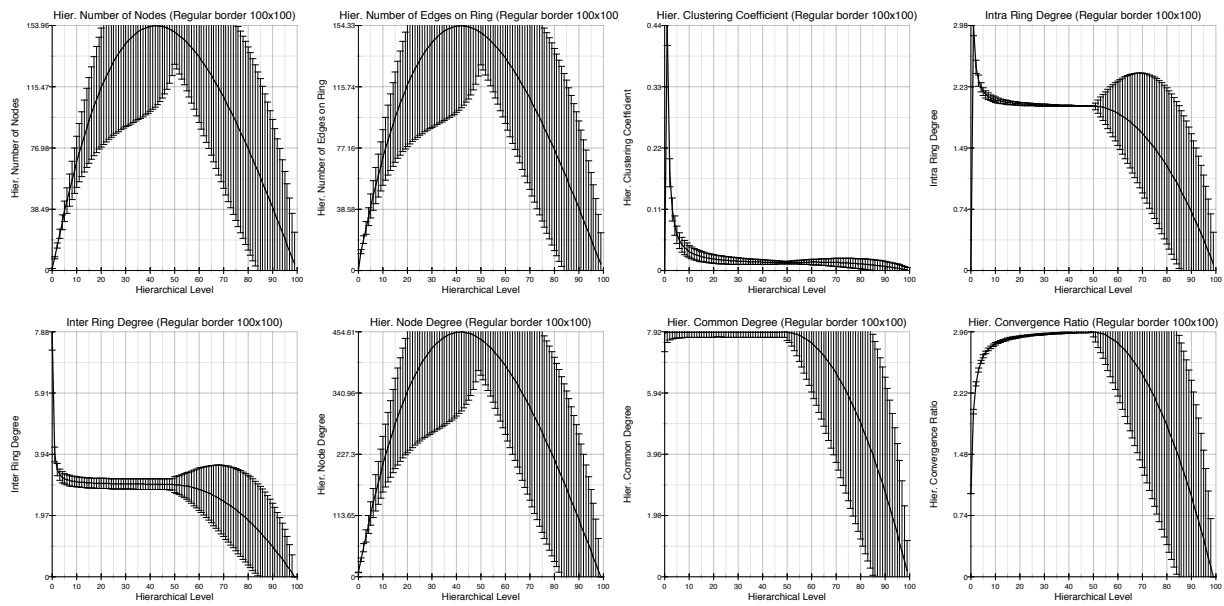 Hier. Number of Nodes (Regular border 100x100)
153.96
115.47
76.98
38.49
0
Hier. Number of Nodes
0 10 20 30 40 50 60 70 80 90 100
Hierarchical Level
Hier. Number of Edges on Ring (Regular border 100x100)
154.33
115.74
77.16
38.58
0
Hier. Number of Edges on Ring
0 10 20 30 40 50 60 70 80 90 100
Hierarchical Level
Hier. Clustering Coefficient (Regular border 100x100)
0.44
0.33
0.22
0.11
0
Hier. Clustering Coefficient
0 10 20 30 40 50 60 70 80 90 100
Hierarchical Level
Intra Ring Degree (Regular border 100x100)
2.98
2.23
1.49
0.74
0
Intra Ring Degree
0 10 20 30 40 50 60 70 80 90 100
Hierarchical Level
Inter Ring Degree (Regular border 100x100)
7.88
5.91
3.94
1.97
0
Inter Ring Degree
0 10 20 30 40 50 60 70 80 90 100
Hierarchical Level
Hier. Node Degree (Regular border 100x100)
454.61
340.96
227.3
113.65
0
Hier. Node Degree
0 10 20 30 40 50 60 70 80 90 100
Hierarchical Level
Hier. Common Degree (Regular border 100x100)
7.92
5.94
3.96
1.98
0
Hier. Common Degree
0 10 20 30 40 50 60 70 80 90 100
Hierarchical Level
Hier. Convergence Ratio (Regular border 100x100)
2.96
2.22
1.48
0.74
0
Hier. Convergence Ratio
0 10 20 30 40 50 60 70 80 90 100
Hierarchical Level